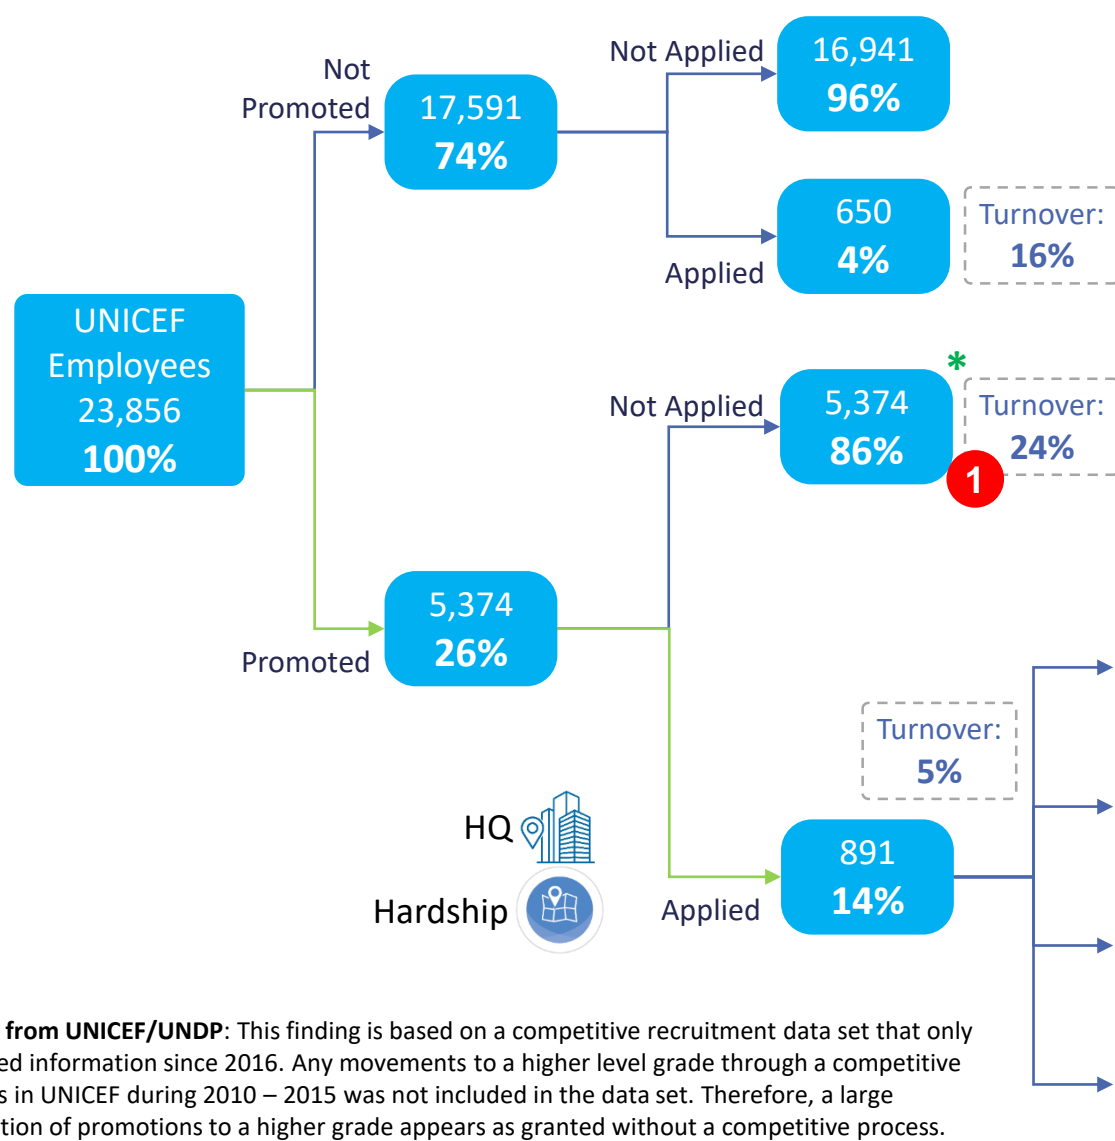 Not
Promoted
17,591
74%
Not Applied
16,941
96%
650
4%
Applied
Turnover:
16%
UNICEF
Employees
23,856
100%
Not Applied
5,374
86%
*
1
Turnover:
24%
Promoted
5,374
26%
Turnover:
5%
HQ
Hardship
Applied
891
14%
from UNICEF/UNDP: This finding is based on a competitive recruitment data set that only
ed information since 2016. Any movements to a higher level grade through a competitive
s in UNICEF during 2010 – 2015 was not included in the data set. Therefore, a large
tion of promotions to a higher grade appears as granted without a competitive process.